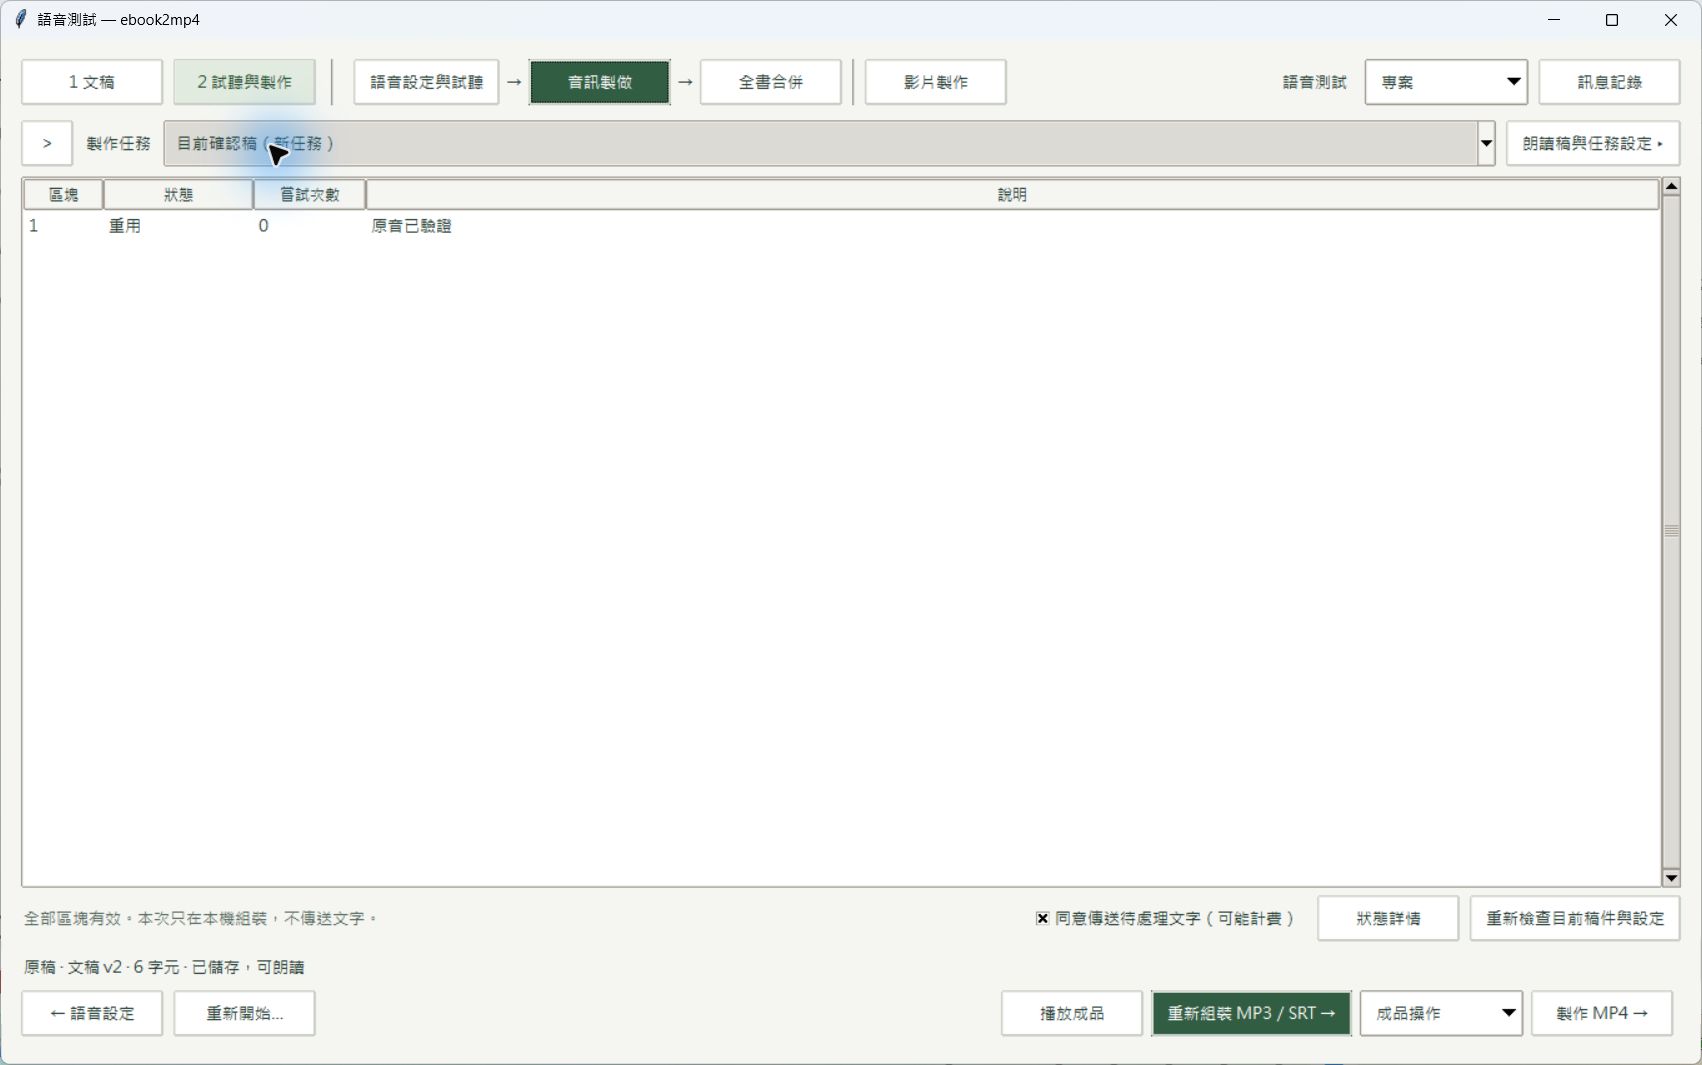 語音測試 — ebook2mp4
1 文稿
2 試聽與製作
語音設定與試聽
→
音訊製做
→
全書合併
影片製作
語音測試
專案
訊息記錄
>
製作任務
目前確認稿（新任務）
朗讀稿與任務設定 ▸
區塊 狀態 嘗試次數 說明
1 重用 0 原音已驗證
全部區塊有效。本次只在本機組裝，不傳送文字。
同意傳送待處理文字（可能計費）
狀態詳情
重新檢查目前稿件與設定
原稿 · 文稿 v2 · 6 字元 · 已儲存，可朗讀
← 語音設定
重新開始...
播放成品
重新組裝 MP3 / SRT →
成品操作
製作 MP4 →